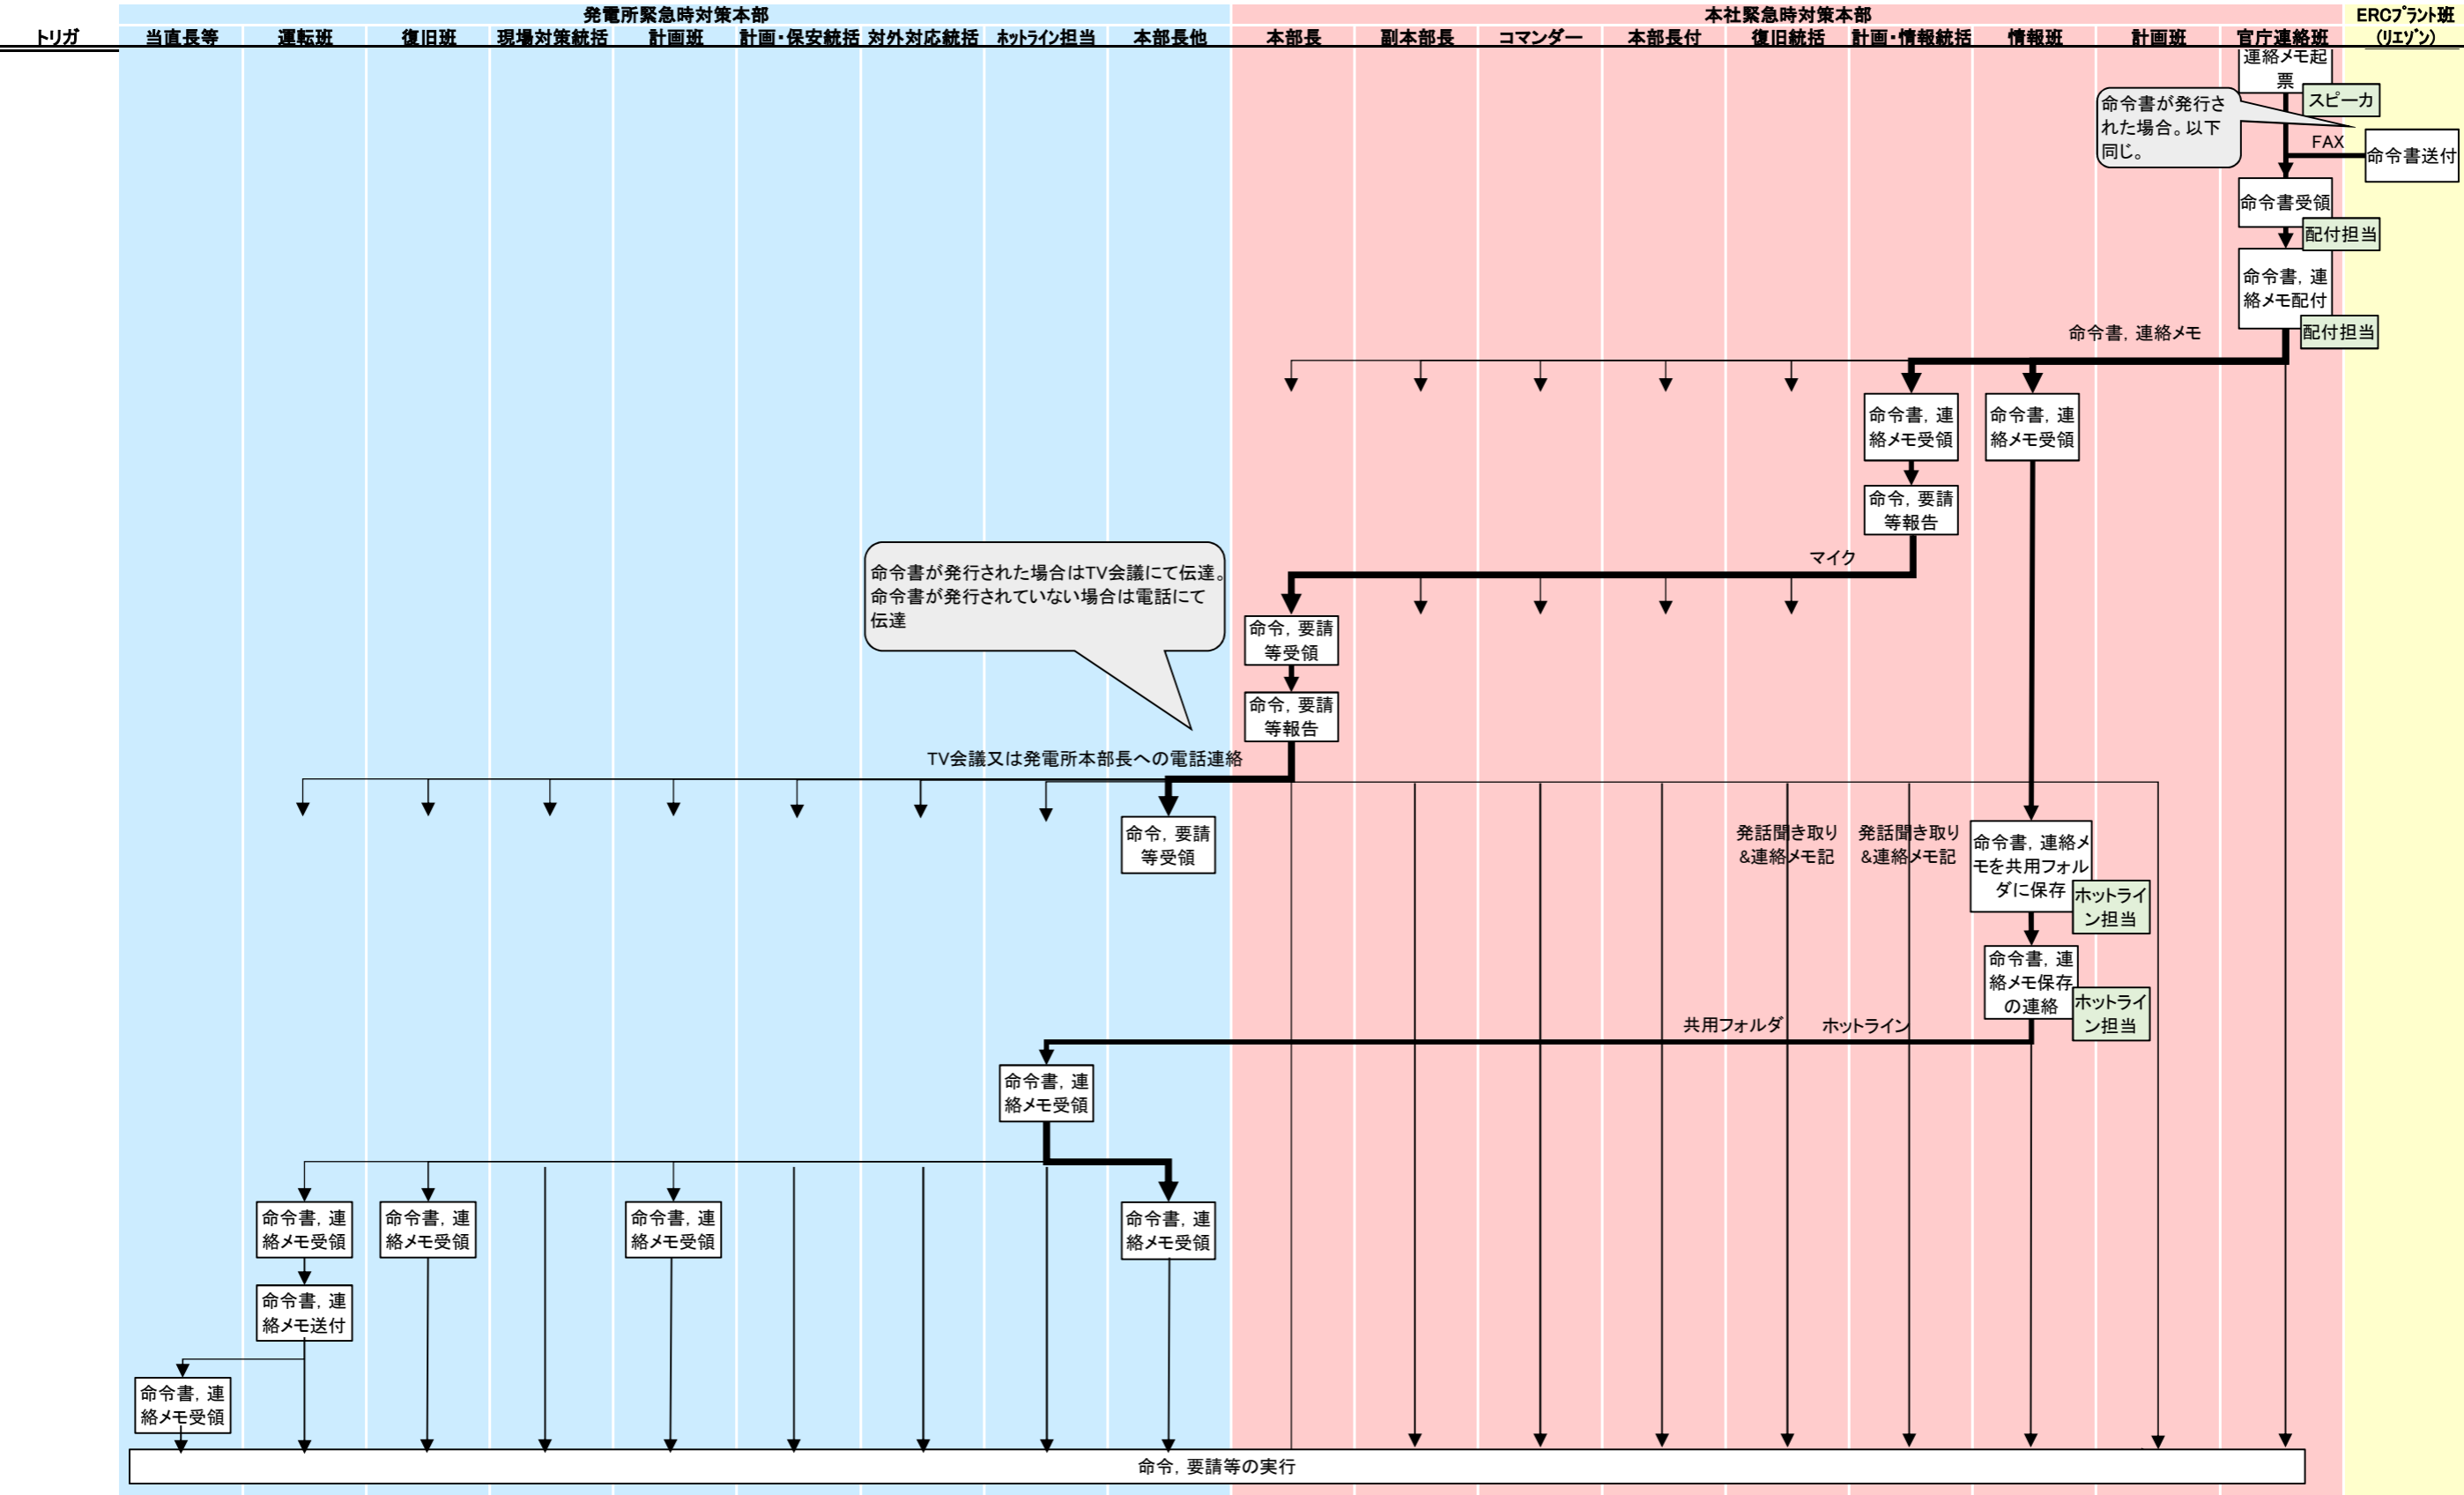 発電所緊急時対策本部
本社緊急時対策本部
ERCﾌﾟﾗﾝﾄ班
トリガ
当直長等
運転班
復旧班
現場対策統括
計画班
計画・保安統括
対外対応統括
ﾎｯﾄﾗｲﾝ担当
本部長他
本部長
副本部長
コマンダー
本部長付
復旧統括
計画・情報統括
情報班
計画班
官庁連絡班
(ﾘｴｿﾞﾝ)
連絡メモ起
票
スピーカ
命令書が発行さ
れた場合。以下
同じ。
FAX
命令書送付
命令書受領
配付担当
命令書, 連
絡メモ配付
配付担当
命令書, 連絡メモ
命令書, 連
絡メモ受領
命令書, 連
絡メモ受領
命令, 要請
等報告
マイク
命令書が発行された場合はTV会議にて伝達。
命令書が発行されていない場合は電話にて
伝達
命令, 要請
等受領
命令, 要請
等報告
TV会議又は発電所本部長への電話連絡
命令, 要請
等受領
発話聞き取り
&連絡メモ記
発話聞き取り
&連絡メモ記
命令書, 連絡メ
モを共用フォル
ダに保存
ホットライ
ン担当
命令書, 連
絡メモ保存
の連絡
ホットライ
ン担当
共用フォルダ
ホットライン
命令書, 連
絡メモ受領
命令書, 連
絡メモ受領
命令書, 連
絡メモ受領
命令書, 連
絡メモ受領
命令書, 連
絡メモ受領
命令書, 連
絡メモ送付
命令書, 連
絡メモ受領
命令, 要請等の実行